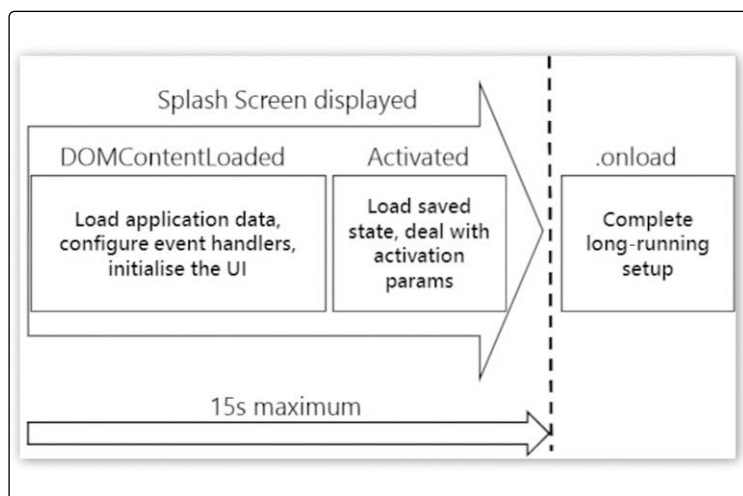 Splash Screen displayed
DOMContentLoaded
Activated
.onload
Load application data,
configure event handlers,
initialise the UI
Load saved
state, deal with
activation
params
Complete
long-running
setup
15s maximum